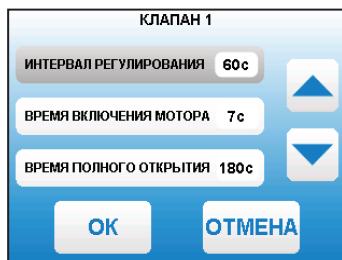 КЛАПАН 1
ИНТЕРВАЛ РЕГУЛИРОВАНИЯ 60с
ВРЕМЯ ВКЛЮЧЕНИЯ МОТОРА 7с
ВРЕМЯ ПОЛНОГО ОТКРЫТИЯ 180с
ОК ОТМЕНА